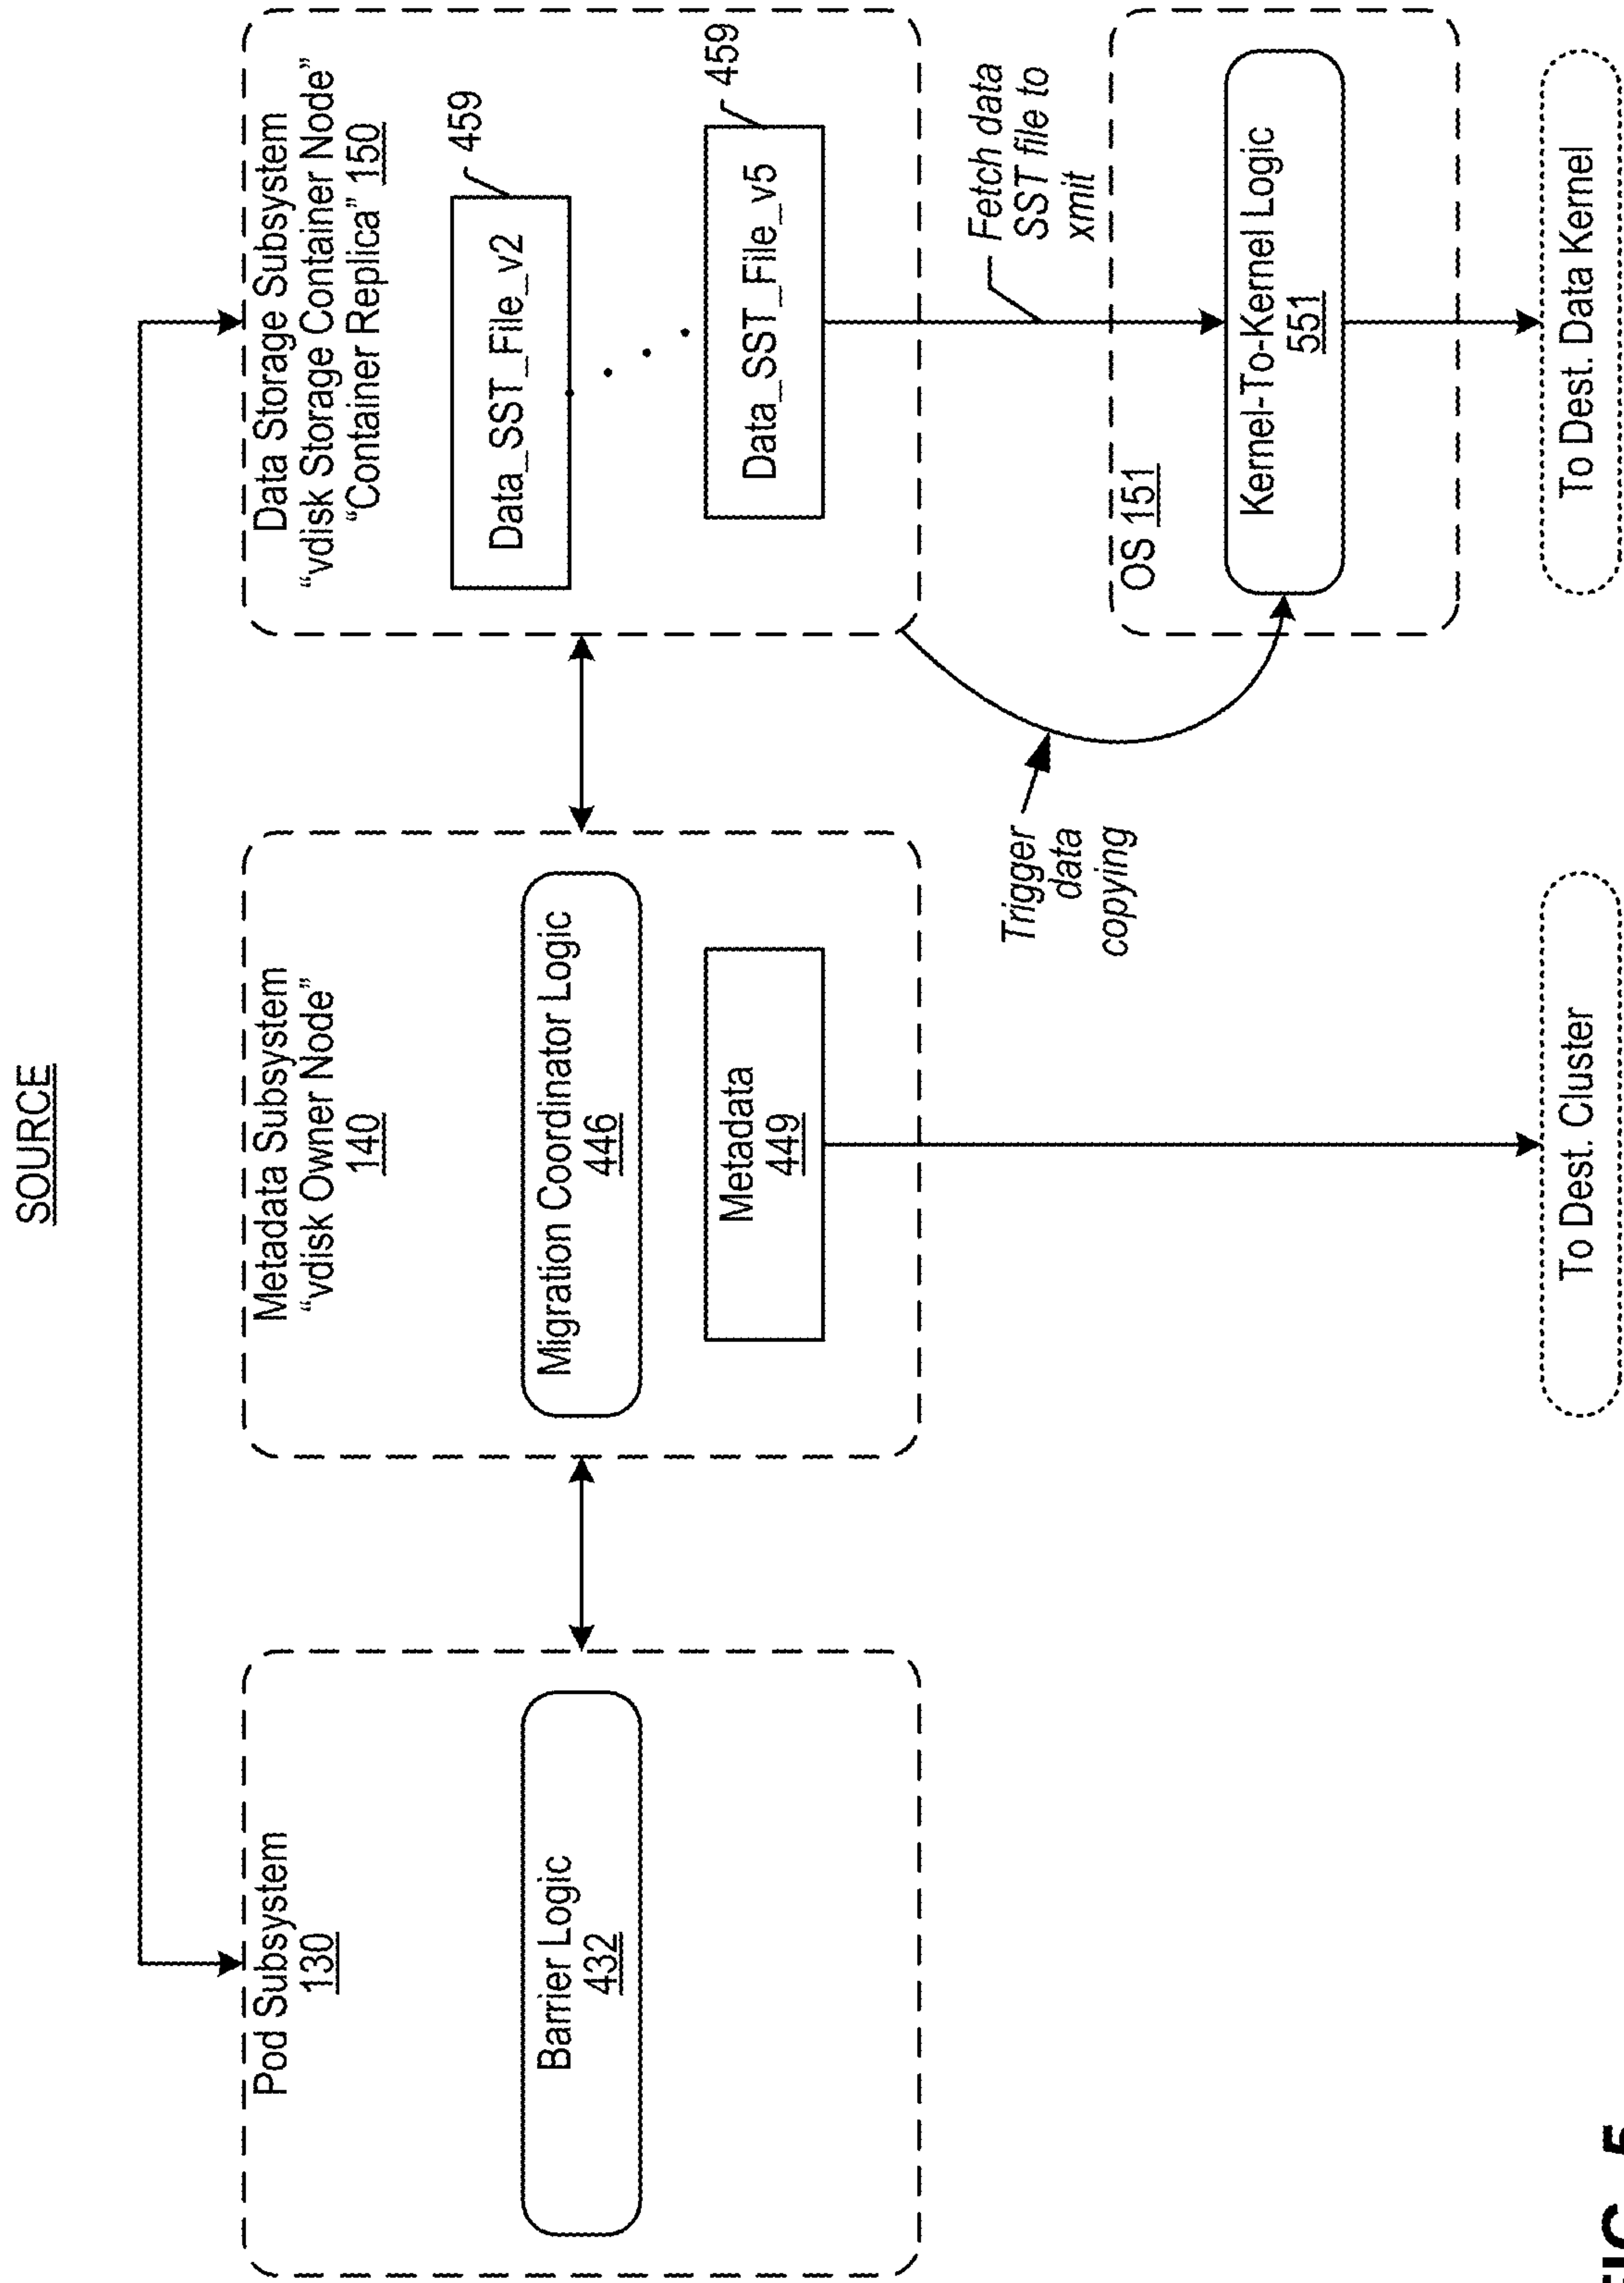 SOURCE
Pod Subsystem
130
Barrier Logic
432
Metadata Subsystem
“vdisk Owner Node”
140
Migration Coordinator Logic
446
Metadata
449
Data Storage Subsystem
“vdisk Storage Container Node”
“Container Replica” 150
Data_SST_File_v2
459
Data_SST_File_v5
459
Fetch data
SST file to
xmit
Trigger
data
copying
OS 151
Kernel-To-Kernel Logic
551
To Dest. Cluster
To Dest. Data Kernel